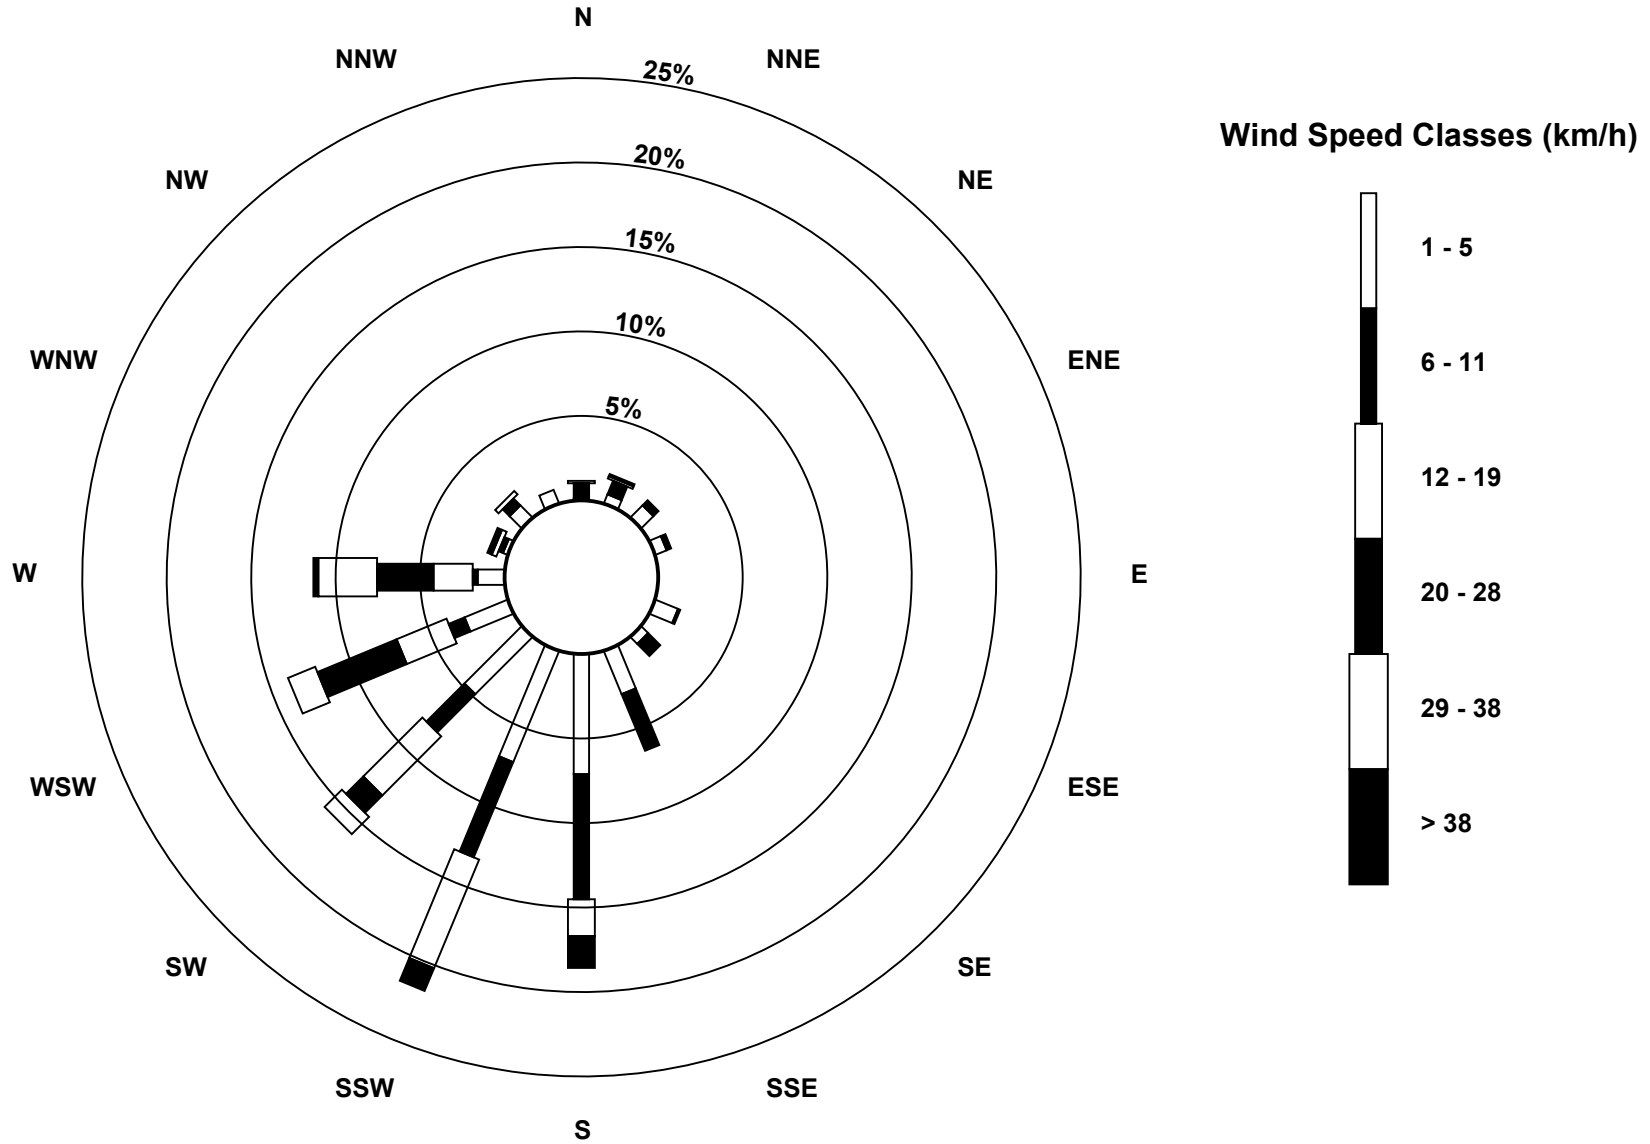 N
NNW
NNE
25%
Wind Speed Classes (km/h)
20%
NW
NE
15%
1 - 5
10%
WNW
ENE
6 - 11
5%
12 - 19
W
E
20 - 28
29 - 38
WSW
ESE
> 38
SW
SE
SSW
SSE
S